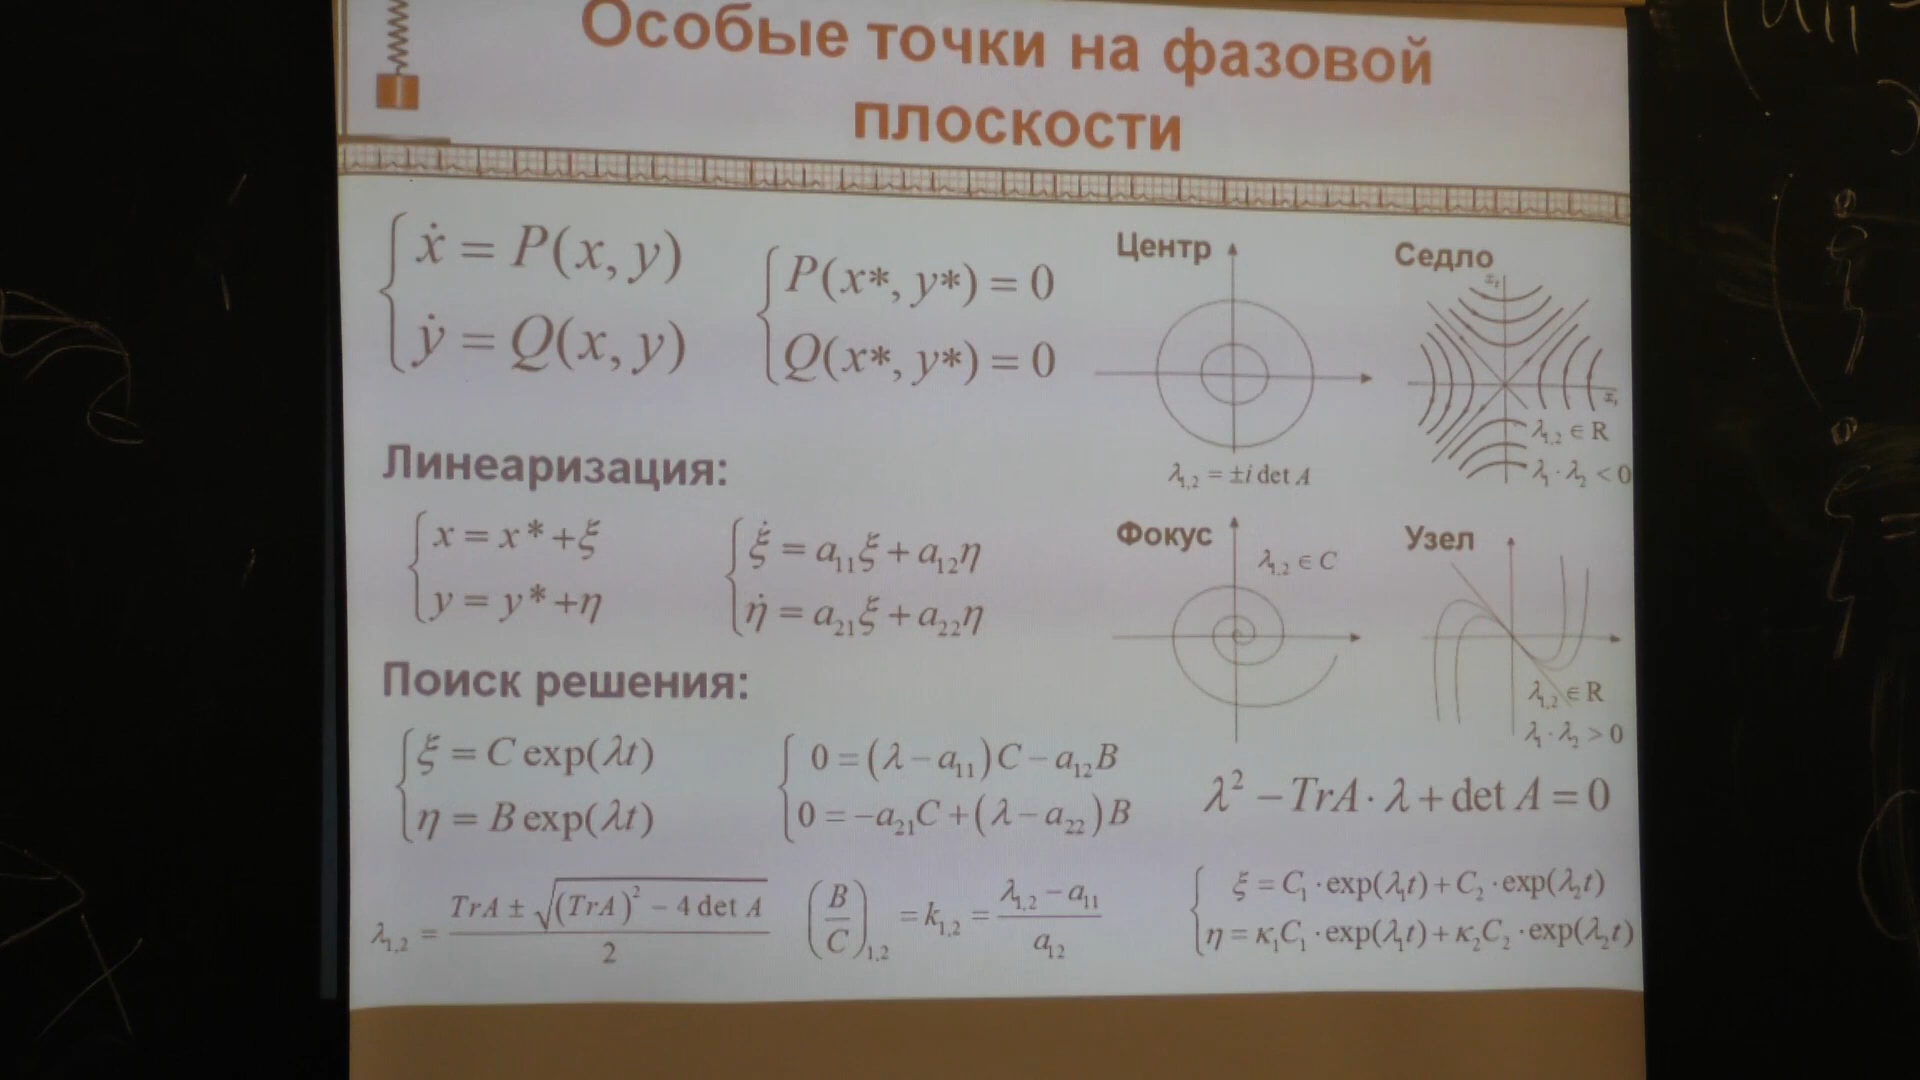 Особые точки на фазовой
плоскости
ẋ = P(x, y)
ẏ = Q(x, y)
P(x*, y*) = 0
Q(x*, y*) = 0
Центр
λ₁,₂ = ±i det A
Седло
x₂
x₁
λ₁,₂ ∈ R
λ₁ · λ₂ < 0
Линеаризация:
x = x* + ξ
y = y* + η
ξ̇ = a₁₁ξ + a₁₂η
η̇ = a₂₁ξ + a₂₂η
Фокус
λ₁,₂ ∈ C
Узел
λ₁,₂ ∈ R
λ₁ · λ₂ > 0
Поиск решения:
ξ = C exp(λt)
η = B exp(λt)
0 = (λ − a₁₁)C − a₁₂B
0 = −a₂₁C + (λ − a₂₂)B
λ² − TrA · λ + det A = 0
λ₁,₂ = (TrA ± √((TrA)² − 4 det A)) / 2
(B/C)₁,₂ = k₁,₂ = (λ₁,₂ − a₁₁) / a₁₂
ξ = C₁ · exp(λ₁t) + C₂ · exp(λ₂t)
η = κ₁C₁ · exp(λ₁t) + κ₂C₂ · exp(λ₂t)